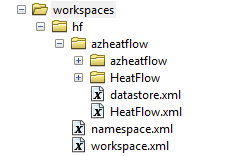 workspaces
hf
azheatflow
azheatflow
HeatFlow
datastore.xml
HeatFlow.xml
namespace.xml
workspace.xml